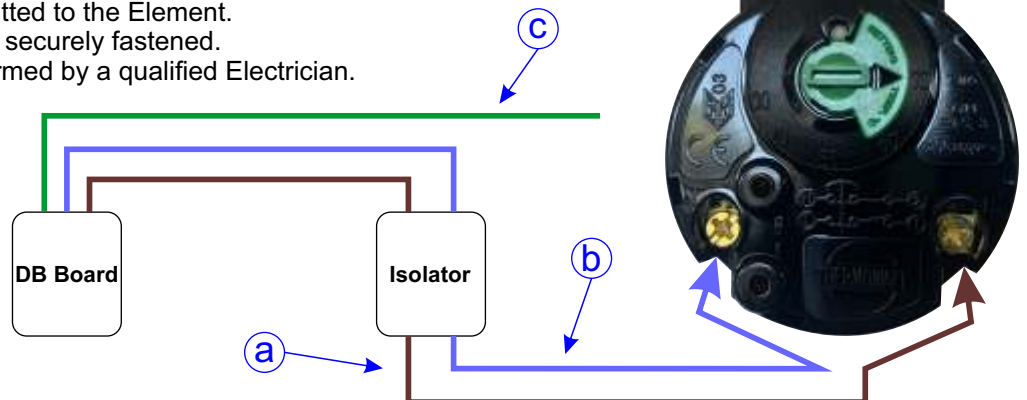 tted to the Element.
securely fastened.
rmed by a qualified Electrician.
c
DB Board
Isolator
b
a